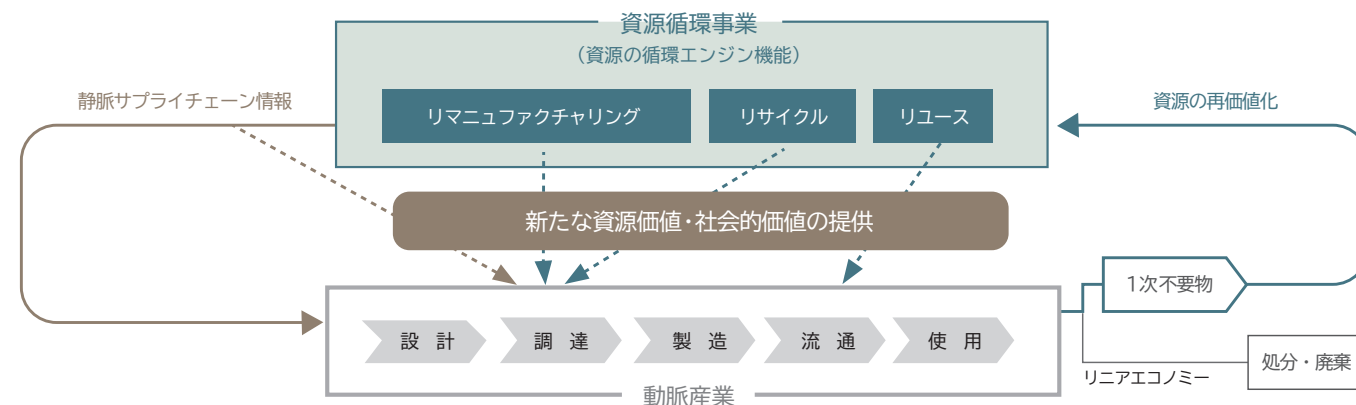 資源循環事業
（資源の循環エンジン機能）
静脈サプライチェーン情報
リマニュファクチャリング
リサイクル
リユース
資源の再価値化
新たな資源価値・社会的価値の提供
1次不要物
設 計
調 達
製 造
流 通
使 用
リニアエコノミー
処分・廃棄
動脈産業